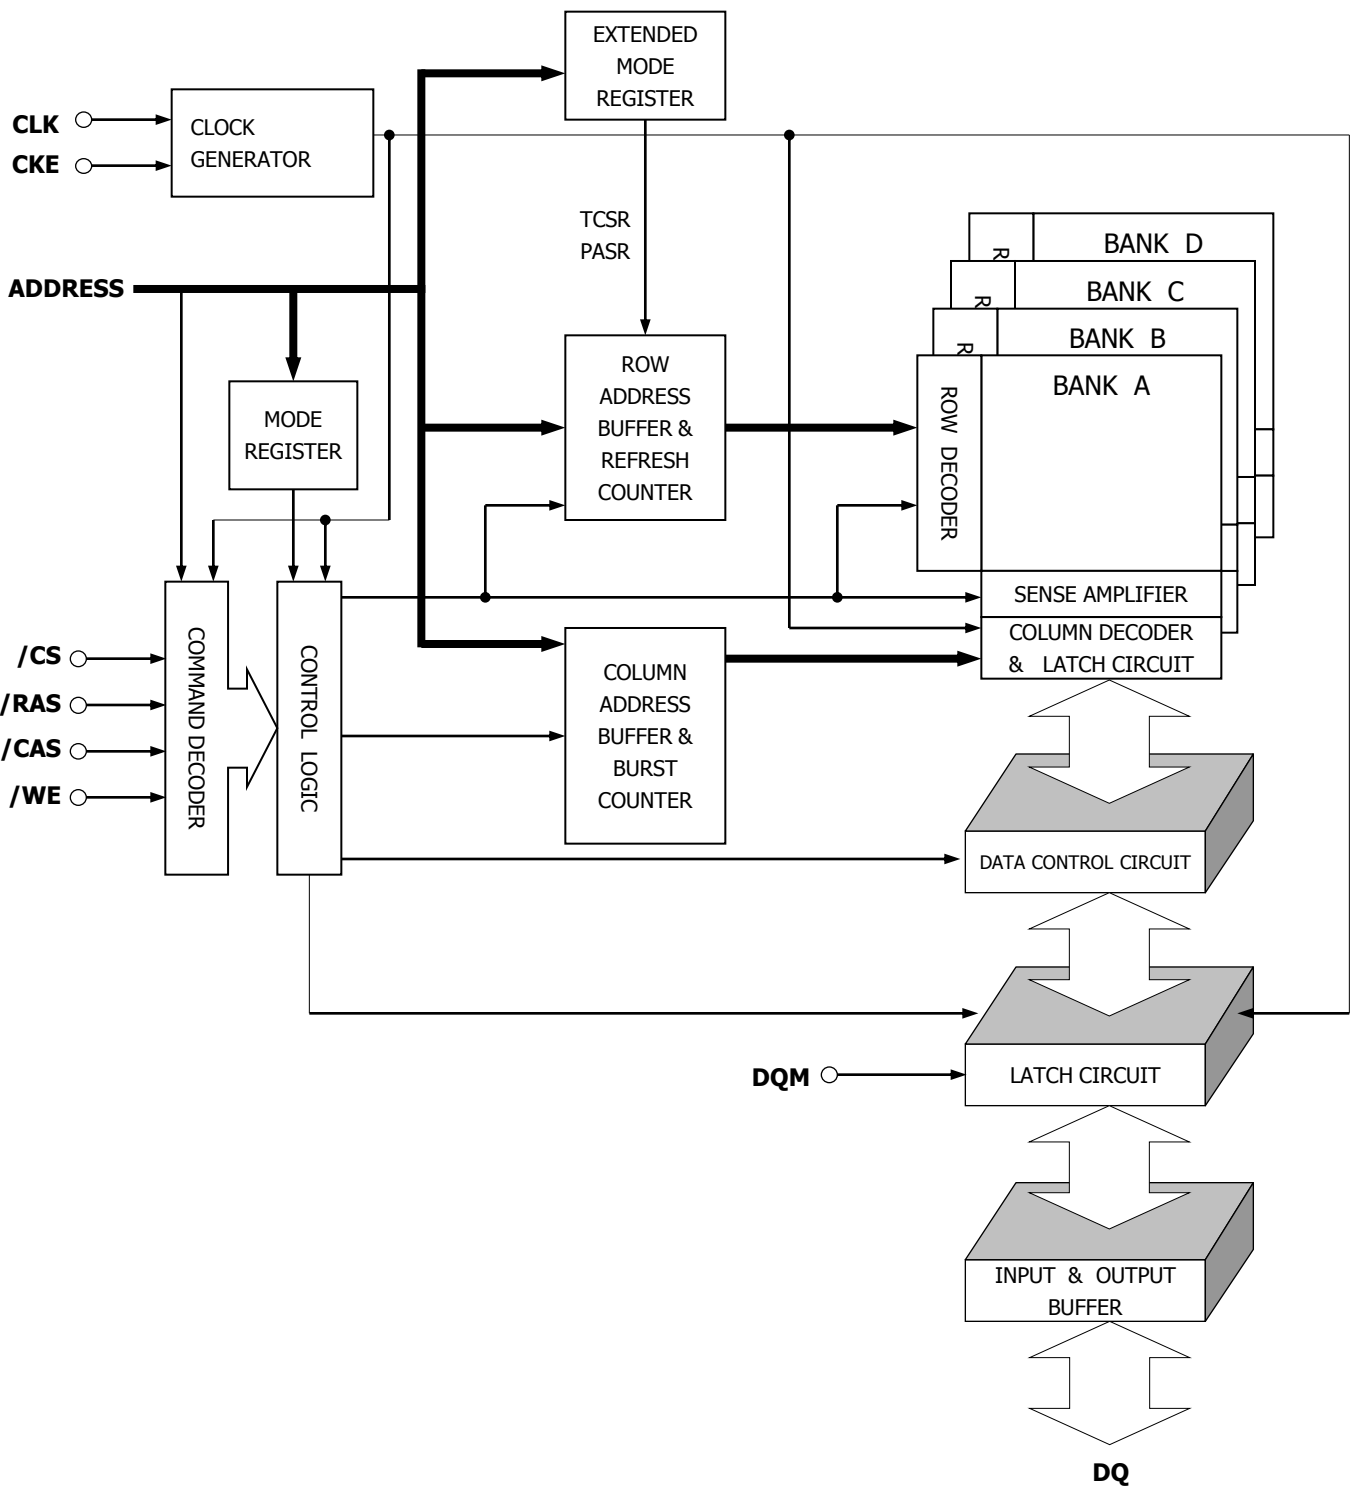 EXTENDED
MODE
REGISTER
CLK
CKE
CLOCK
GENERATOR
TCSR
PASR
ADDRESS
MODE
REGISTER
ROW
ADDRESS
BUFFER &
REFRESH
COUNTER
R
BANK D
R
BANK C
R
BANK B
ROW DECODER
BANK A
SENSE AMPLIFIER
COLUMN DECODER
& LATCH CIRCUIT
/CS
/RAS
/CAS
/WE
COMMAND DECODER
CONTROL LOGIC
COLUMN
ADDRESS
BUFFER &
BURST
COUNTER
DATA CONTROL CIRCUIT
DQM
LATCH CIRCUIT
INPUT & OUTPUT
BUFFER
DQ